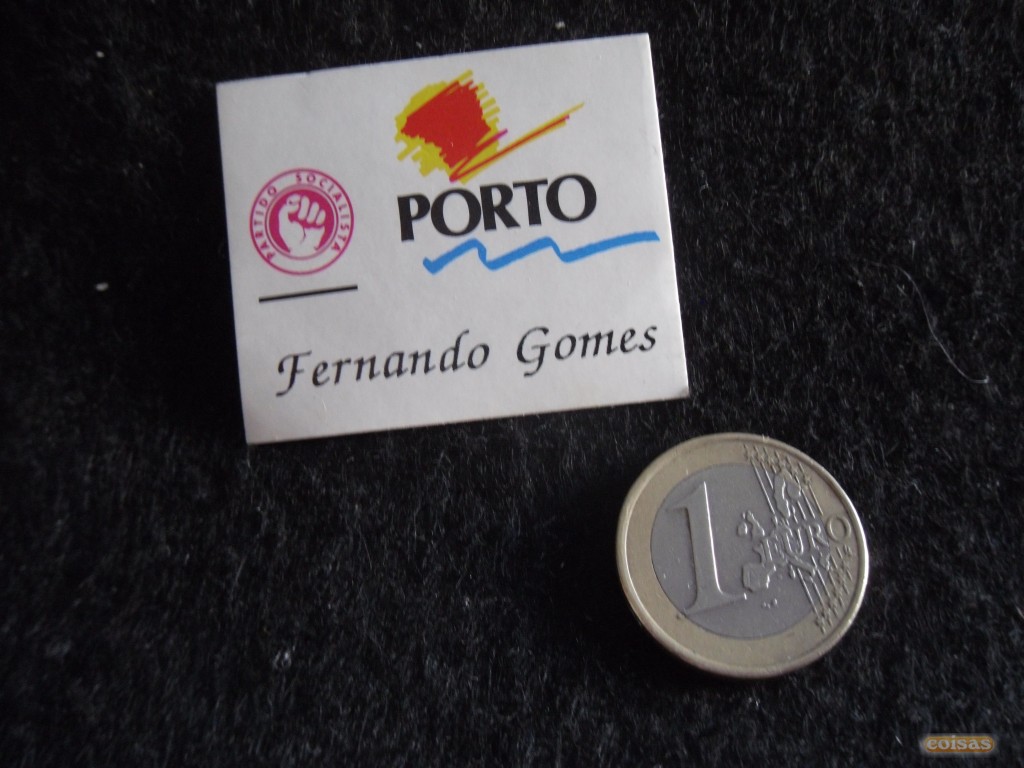 PARTIDO SOCIALISTA
PORTO
Fernando Gomes
1
EURO
coisas